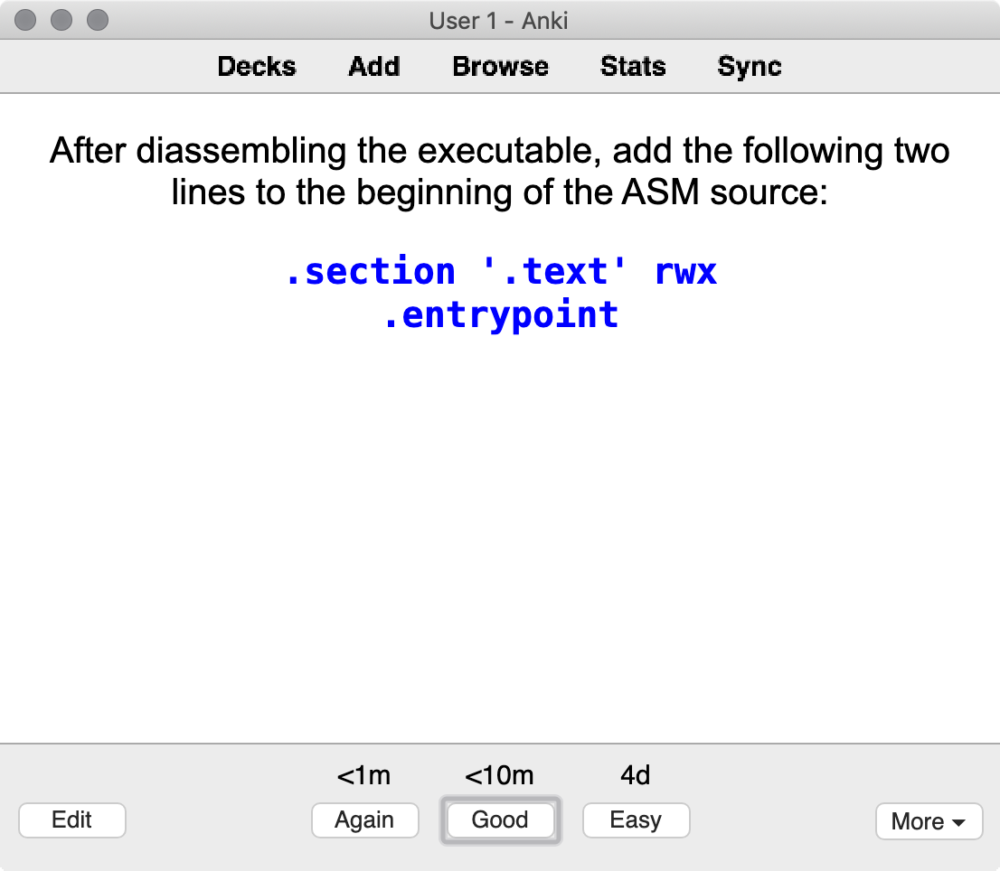 User 1 - Anki
Decks Add Browse Stats Sync
After diassembling the executable, add the following two
lines to the beginning of the ASM source:
.section '.text' rwx
.entrypoint
<1m <10m 4d
Edit Again Good Easy More